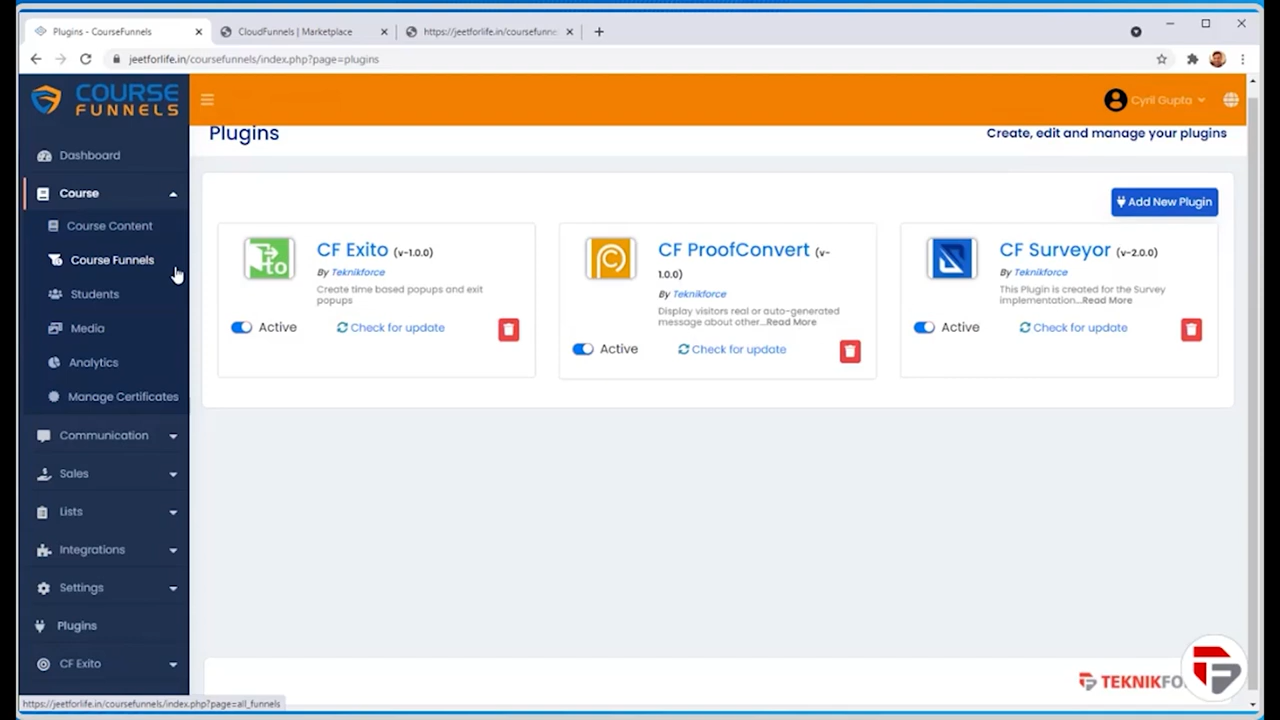 Plugins - CourseFunnels
CloudFunnels | Marketplace
https://jeetforlife.in/coursefunne
jeetforlife.in/coursefunnels/index.php?page=plugins
COURSE
FUNNELS
Cyril Gupta
Plugins
Create, edit and manage your plugins
Dashboard
Course
Course Content
Course Funnels
Students
Media
Analytics
Manage Certificates
Communication
Sales
Lists
Integrations
Settings
Plugins
CF Exito
Add New Plugin
to
CF Exito (v-1.0.0)
By Teknikforce
Create time based popups and exit
popups
Active
Check for update
CF ProofConvert (v-
1.0.0)
By Teknikforce
Display visitors real or auto-generated
message about other...Read More
Active
Check for update
CF Surveyor (v-2.0.0)
By Teknikforce
This Plugin is created for the Survey
implementation...Read More
Active
Check for update
TEKNIKFO
https://jeetforlife.in/coursefunnels/index.php?page=all_funnels